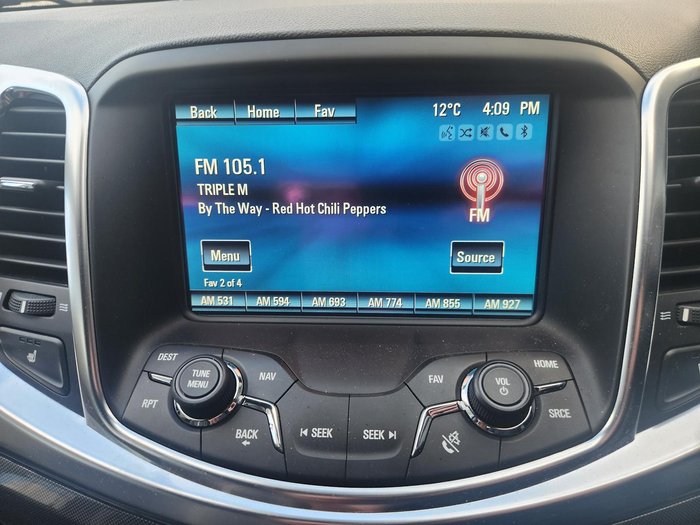 Back Home Fav 12°C 4:09 PM
FM 105.1
TRIPLE M
By The Way - Red Hot Chili Peppers
FM
Menu Source
Fav 2 of 4
AM 531 AM 594 AM 693 AM 774 AM 855 AM 927
DEST TUNE MENU NAV FAV VOL HOME
RPT BACK SEEK SEEK SRCE